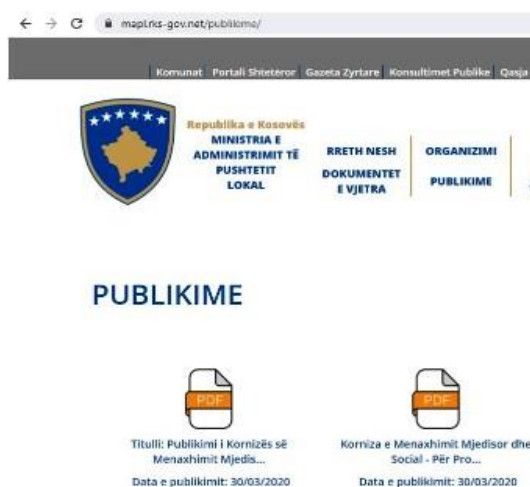 mapl.rks-gov.net/publikime/
Komunat Portali Shtetëror Gazeta Zyrtare Konsultimet Publike Qasja
Republika e Kosovës
MINISTRIA E
ADMINISTRIMIT TË
PUSHTETIT
LOKAL
RRETH NESH
ORGANIZIMI
DOKUMENTET
E VJETRA
PUBLIKIME
PUBLIKIME
PDF
PDF
Titulli: Publikimi i Kornizës së
Menaxhimit Mjedis...
Data e publikimit: 30/03/2020
Korniza e Menaxhimit Mjedisor dhe
Social - Për Pro...
Data e publikimit: 30/03/2020